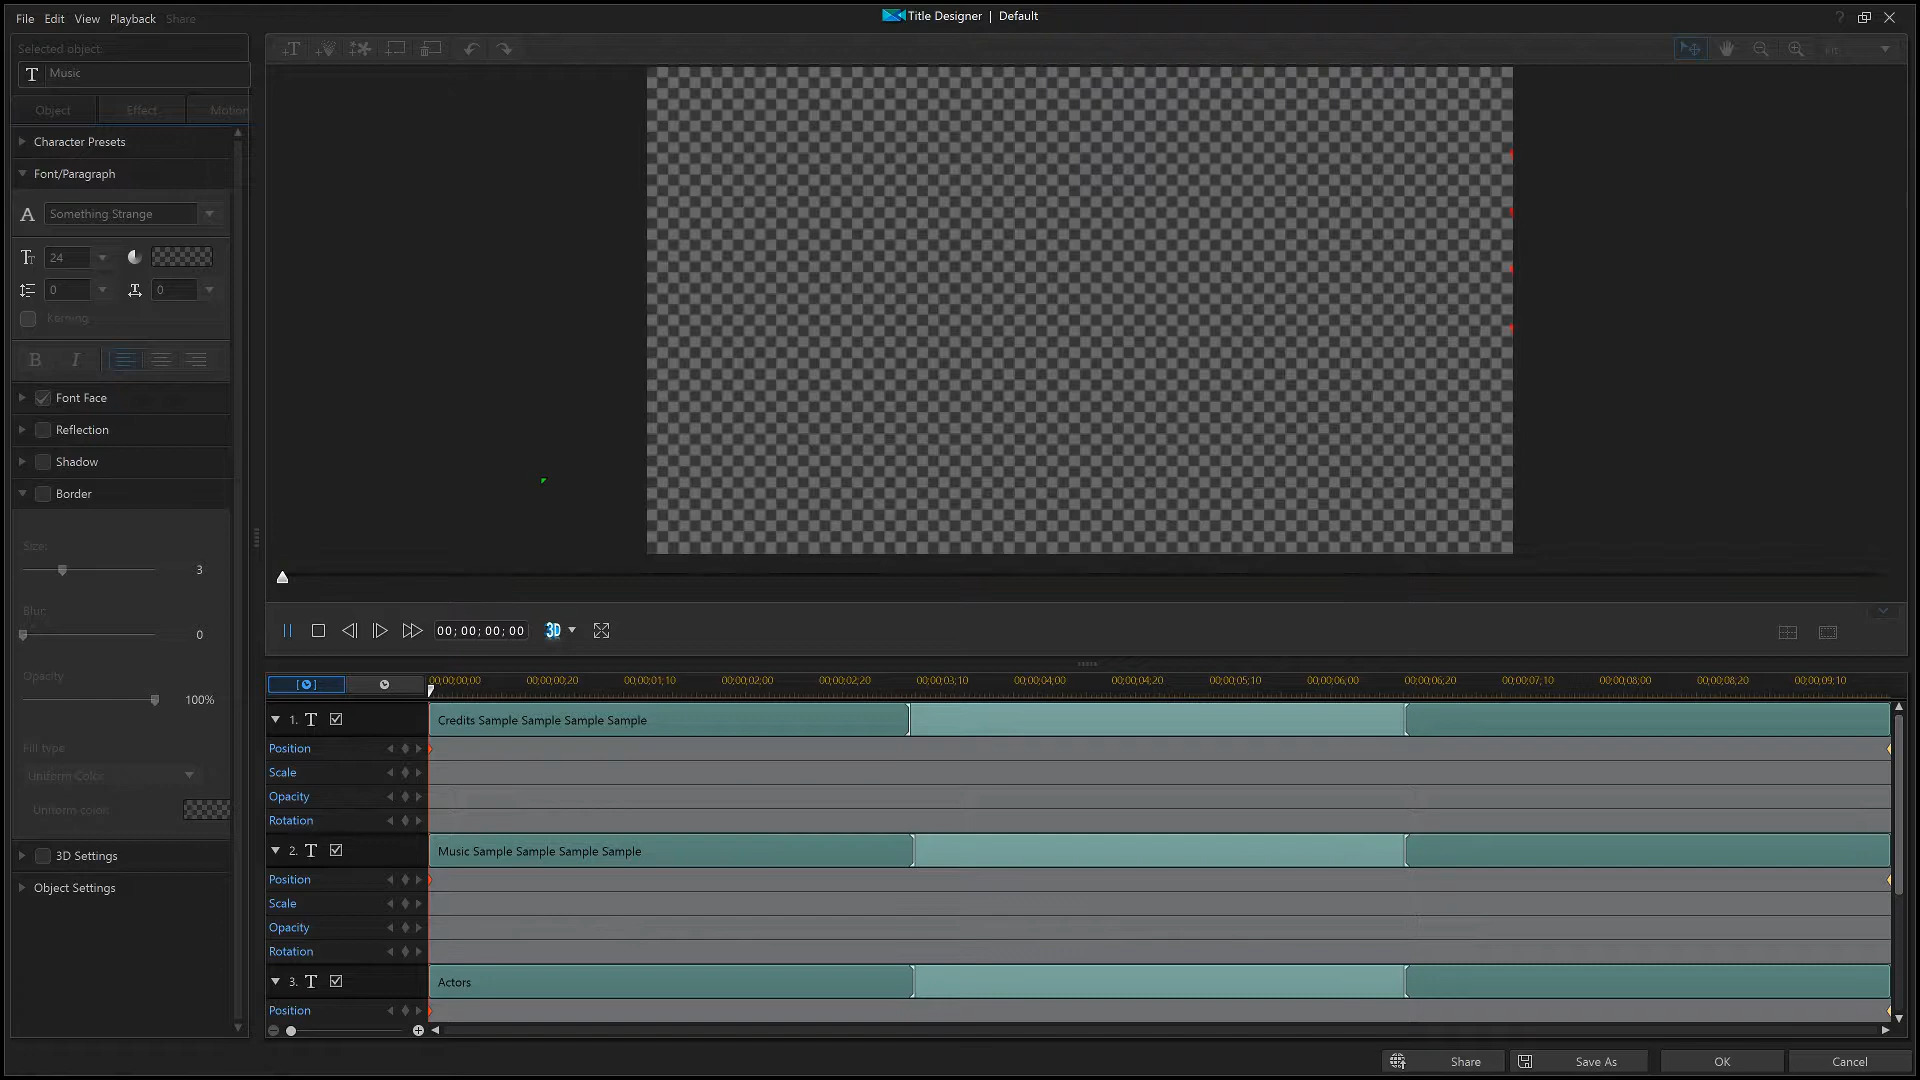 File Edit View Playback Share
Title Designer | Default
Selected object:
Music
Object Effect Motion
Character Presets
Font/Paragraph
Something Strange
24
0 0
Kerning
B I
Font Face
Reflection
Shadow
Border
Size:
3
Blur:
0
Opacity
100%
Fill type
Uniform Color
Uniform color:
3D Settings
Object Settings
Fit
00; 00; 00; 00 3D
00;00;00;00 00;00;00;20 00;00;01;10 00;00;02;00 00;00;02;20 00;00;03;10 00;00;04;00 00;00;04;20 00;00;05;10 00;00;06;00 00;00;06;20 00;00;07;10 00;00;08;00 00;00;08;20 00;00;09;10
1. T Credits Sample Sample Sample Sample
Position
Scale
Opacity
Rotation
2. T Music Sample Sample Sample Sample
Position
Scale
Opacity
Rotation
3. T Actors
Position
Share Save As OK Cancel